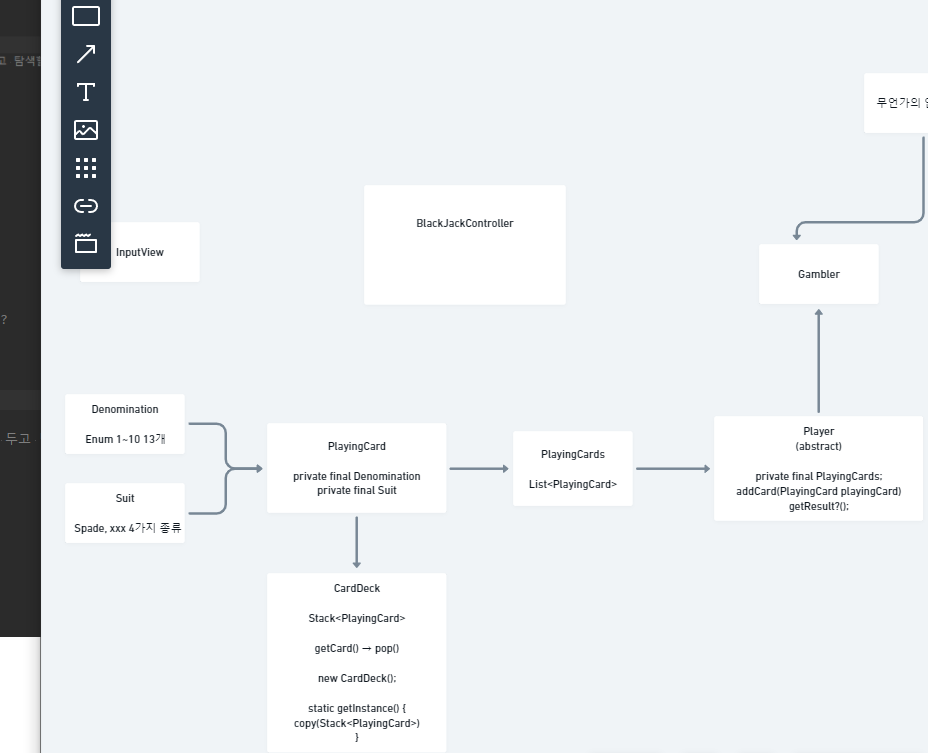 고 탐색
?
두고
무언가의
InputView
BlackJackController
Gambler
Denomination
Enum 1~10 13개
Suit
Spade, xxx 4가지 종류
PlayingCard
private final Denomination
private final Suit
PlayingCards
List<PlayingCard>
Player
(abstract)
private final PlayingCards;
addCard(PlayingCard playingCard)
getResult?();
CardDeck
Stack<PlayingCard>
getCard() → pop()
new CardDeck();
static getInstance() {
copy(Stack<PlayingCard>)
}